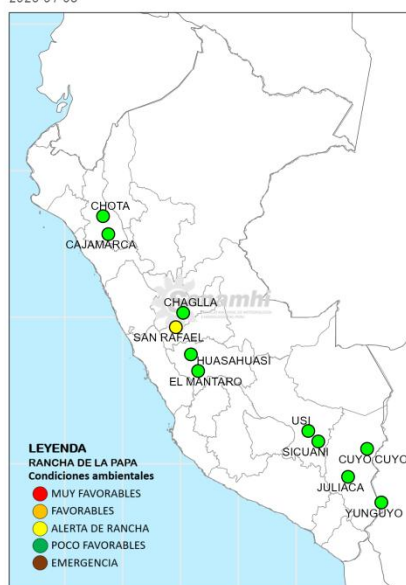 CHOTA
CAJAMARCA
CHAGLLA
Senamhi
SAN RAFAEL
HUASAHUASI
EL MANTARO
USI
SICUANI
CUYO CUYO
JULIACA
YUNGUYO
LEYENDA
RANCHA DE LA PAPA
Condiciones ambientales
MUY FAVORABLES
FAVORABLES
ALERTA DE RANCHA
POCO FAVORABLES
EMERGENCIA